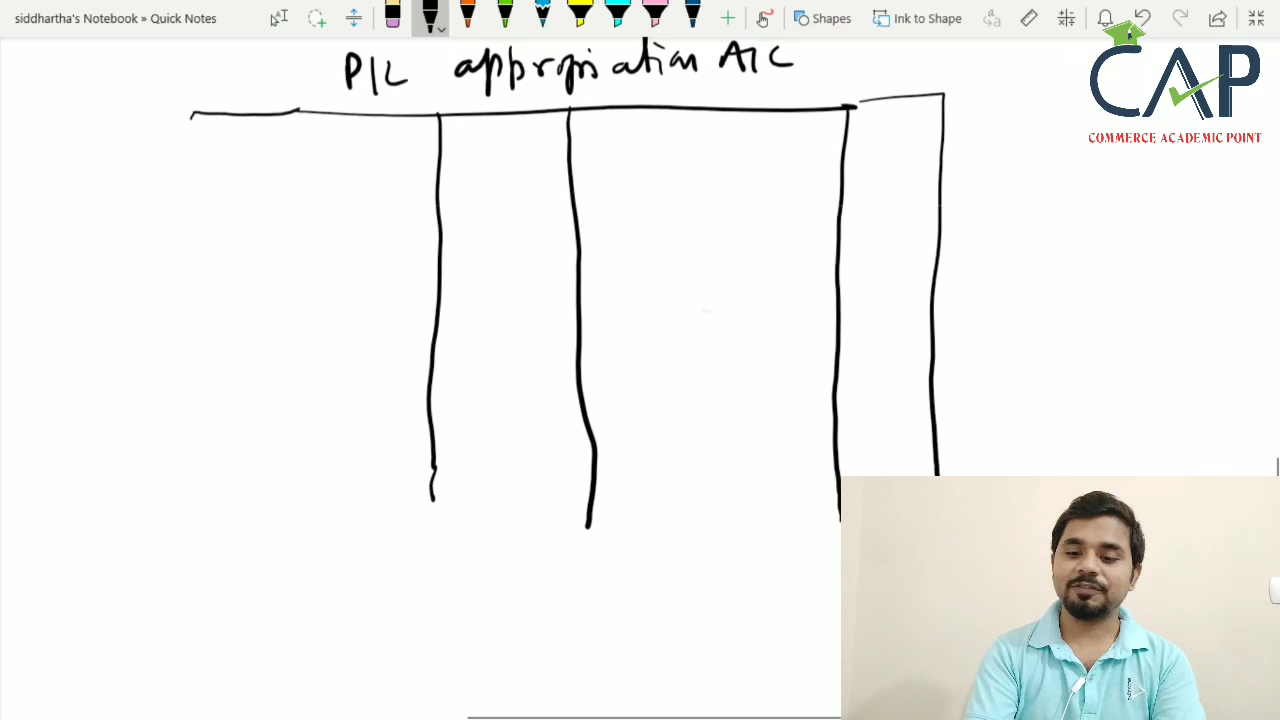 siddhartha's Notebook » Quick Notes
Shapes
Ink to Shape
P/L appropriation A/C
CAP
COMMERCE ACADEMIC POINT